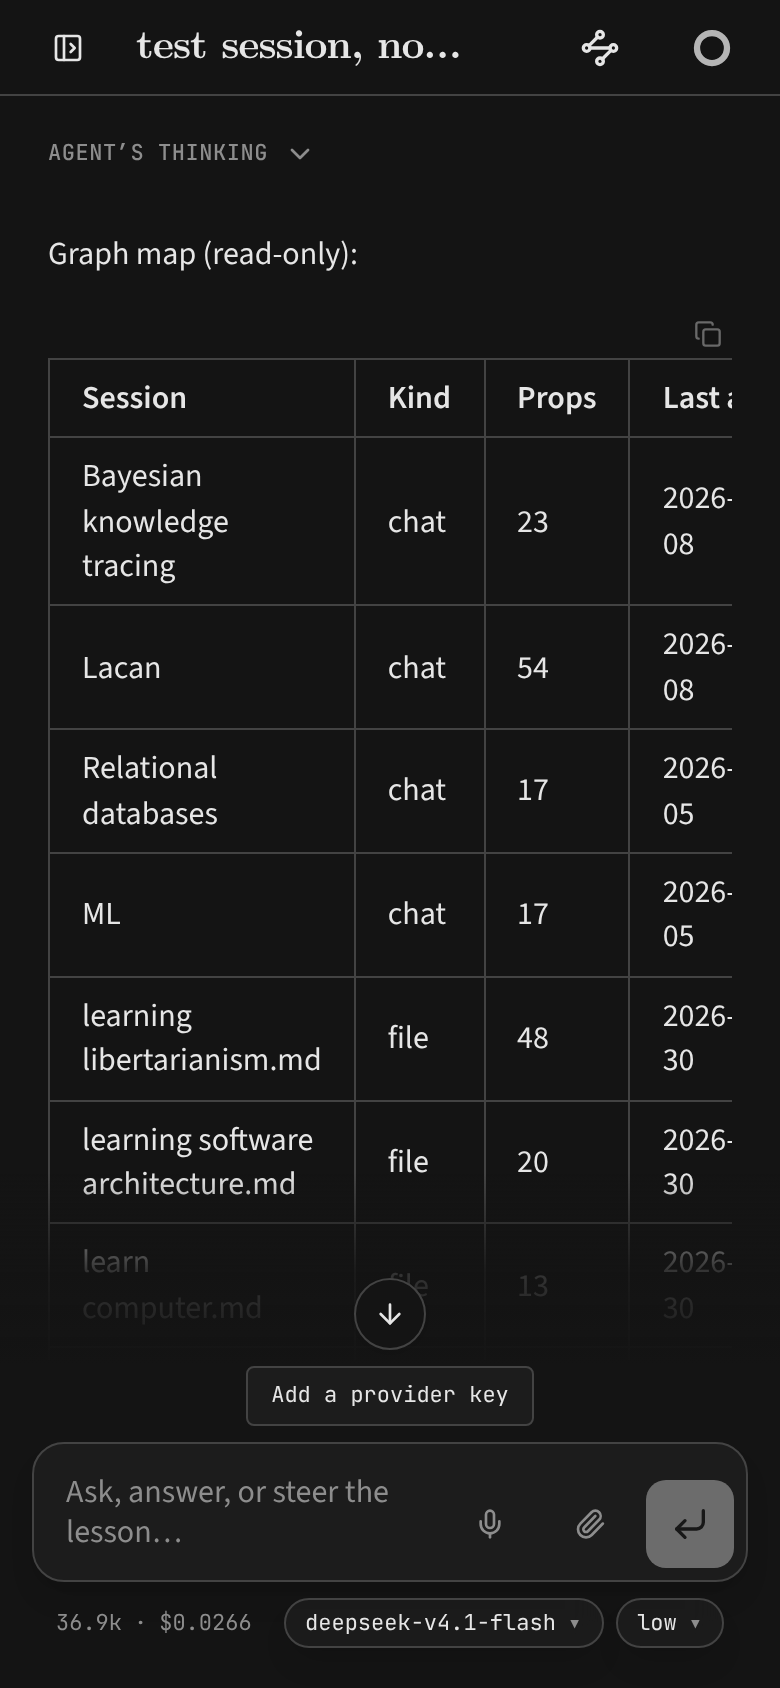 test session, no...
AGENT'S THINKING
Graph map (read-only):
Session Kind Props Last
Bayesian knowledge tracing chat 23 2026-08
Lacan chat 54 2026-08
Relational databases chat 17 2026-05
ML chat 17 2026-05
learning libertarianism.md file 48 2026-30
learning software architecture.md file 20 2026-30
learn computer.md file 13 2026-30
Add a provider key
Ask, answer, or steer the
lesson...
36.9k · $0.0266 deepseek-v4.1-flash ▾ low ▾